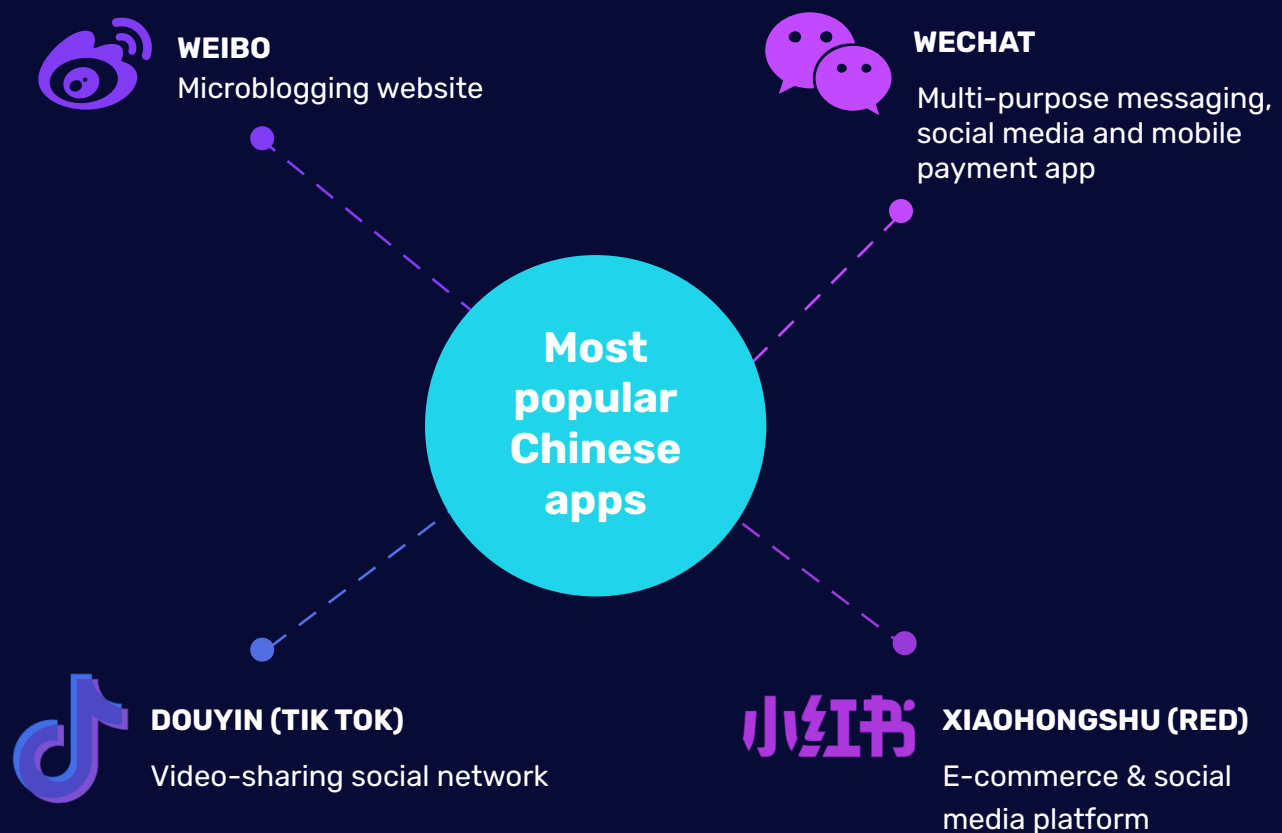 WEIBO
Microblogging website
WECHAT
Multi-purpose messaging,
social media and mobile
payment app
Most
popular
Chinese
apps
DOUYIN (TIK TOK)
Video-sharing social network
小红书
XIAOHONGSHU (RED)
E-commerce & social
media platform